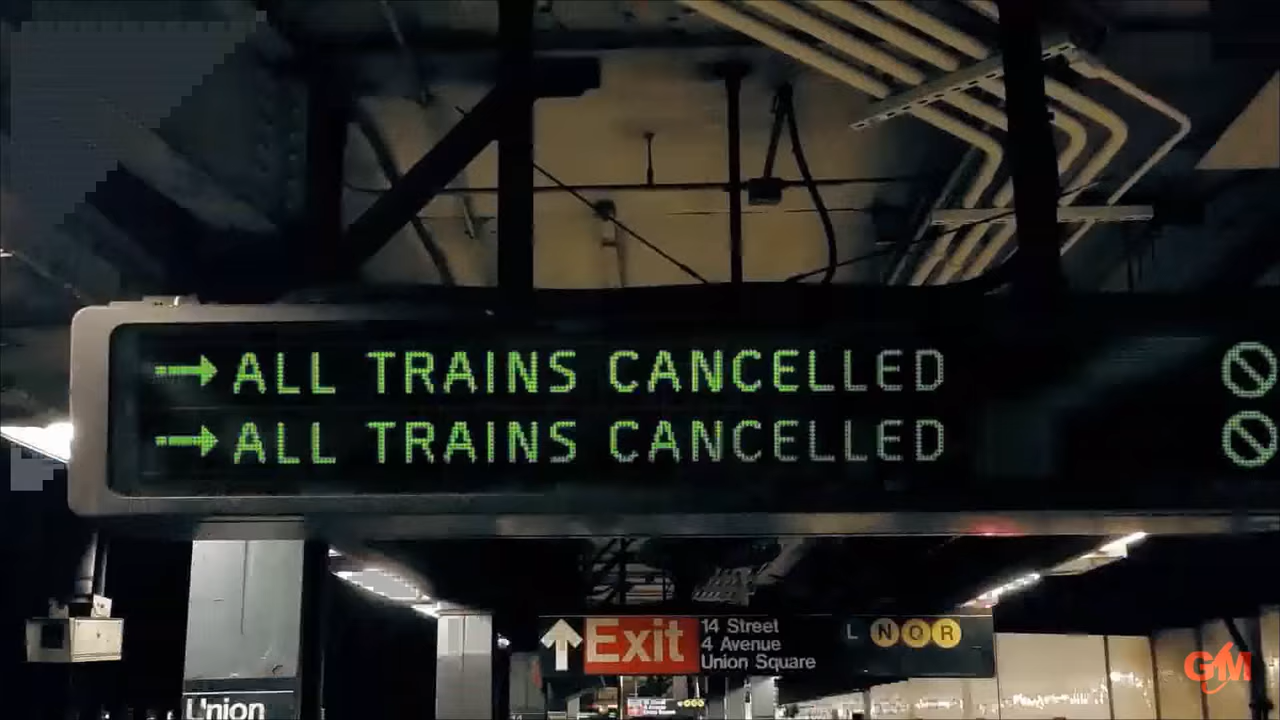 → ALL TRAINS CANCELLED
→ ALL TRAINS CANCELLED
Exit
14 Street
4 Avenue
Union Square
L N Q R
Union
GM